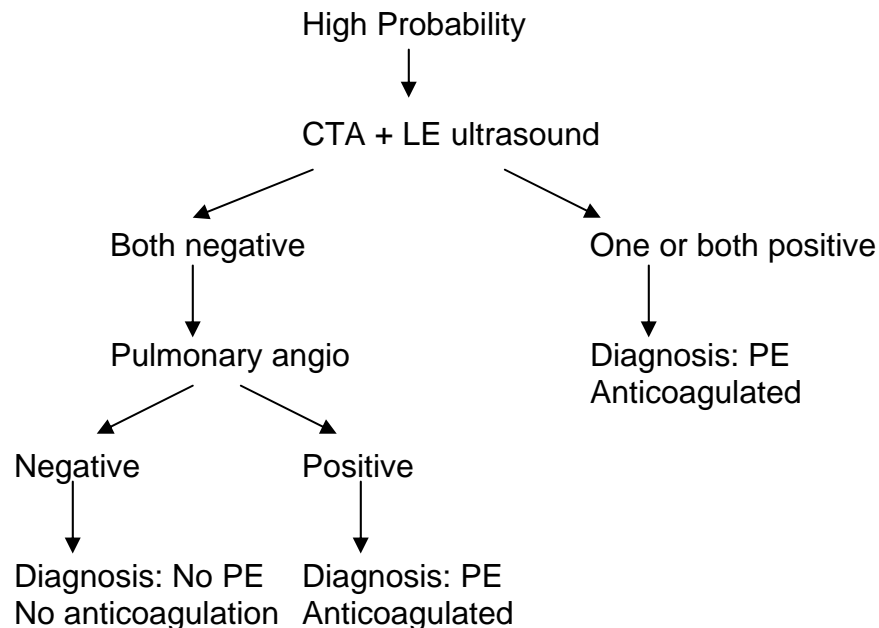 High Probability
CTA + LE ultrasound
Both negative
One or both positive
Pulmonary angio
Diagnosis: PE
Anticoagulated
Negative
Positive
Diagnosis: No PE
No anticoagulation
Diagnosis: PE
Anticoagulated